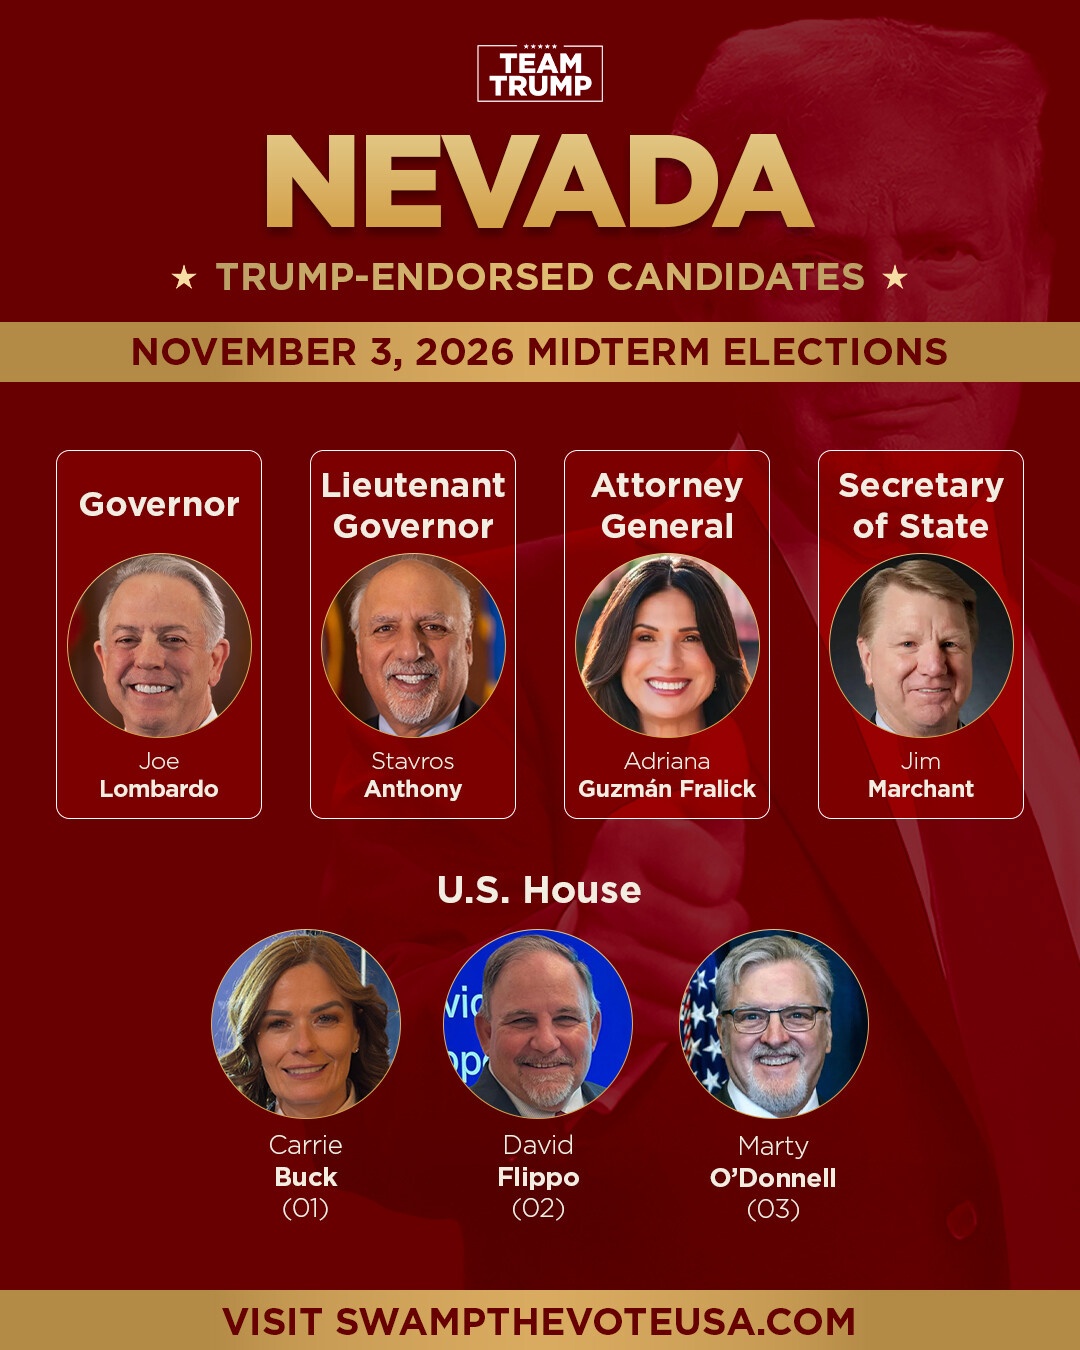 TEAM
TRUMP
NEVADA
TRUMP-ENDORSED CANDIDATES
NOVEMBER 3, 2026 MIDTERM ELECTIONS
Governor
Joe
Lombardo
Lieutenant
Governor
Stavros
Anthony
Attorney
General
Adriana
Guzmán Fralick
Secretary
of State
Jim
Marchant
U.S. House
Carrie
Buck
(01)
David
Flippo
(02)
Marty
O’Donnell
(03)
VISIT SWAMPTHEVOTEUSA.COM